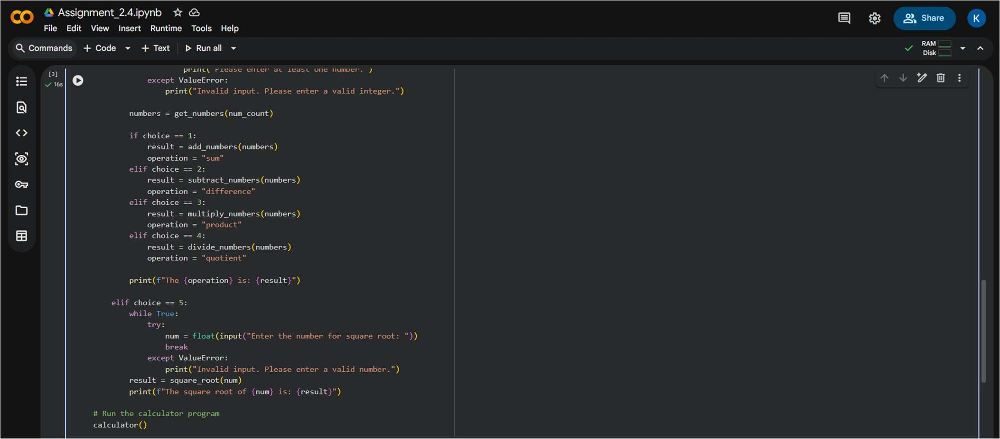 Assignment_2.4.ipynb
File Edit View Insert Runtime Tools Help
Share
K
Commands + Code + Text Run all
RAM
Disk
[3]
16s
print("Please enter at least one number.")
except ValueError:
print("Invalid input. Please enter a valid integer.")
numbers = get_numbers(num_count)
if choice == 1:
result = add_numbers(numbers)
operation = "sum"
elif choice == 2:
result = subtract_numbers(numbers)
operation = "difference"
elif choice == 3:
result = multiply_numbers(numbers)
operation = "product"
elif choice == 4:
result = divide_numbers(numbers)
operation = "quotient"
print(f"The {operation} is: {result}")
elif choice == 5:
while True:
try:
num = float(input("Enter the number for square root: "))
break
except ValueError:
print("Invalid input. Please enter a valid number.")
result = square_root(num)
print(f"The square root of {num} is: {result}")
# Run the calculator program
calculator()